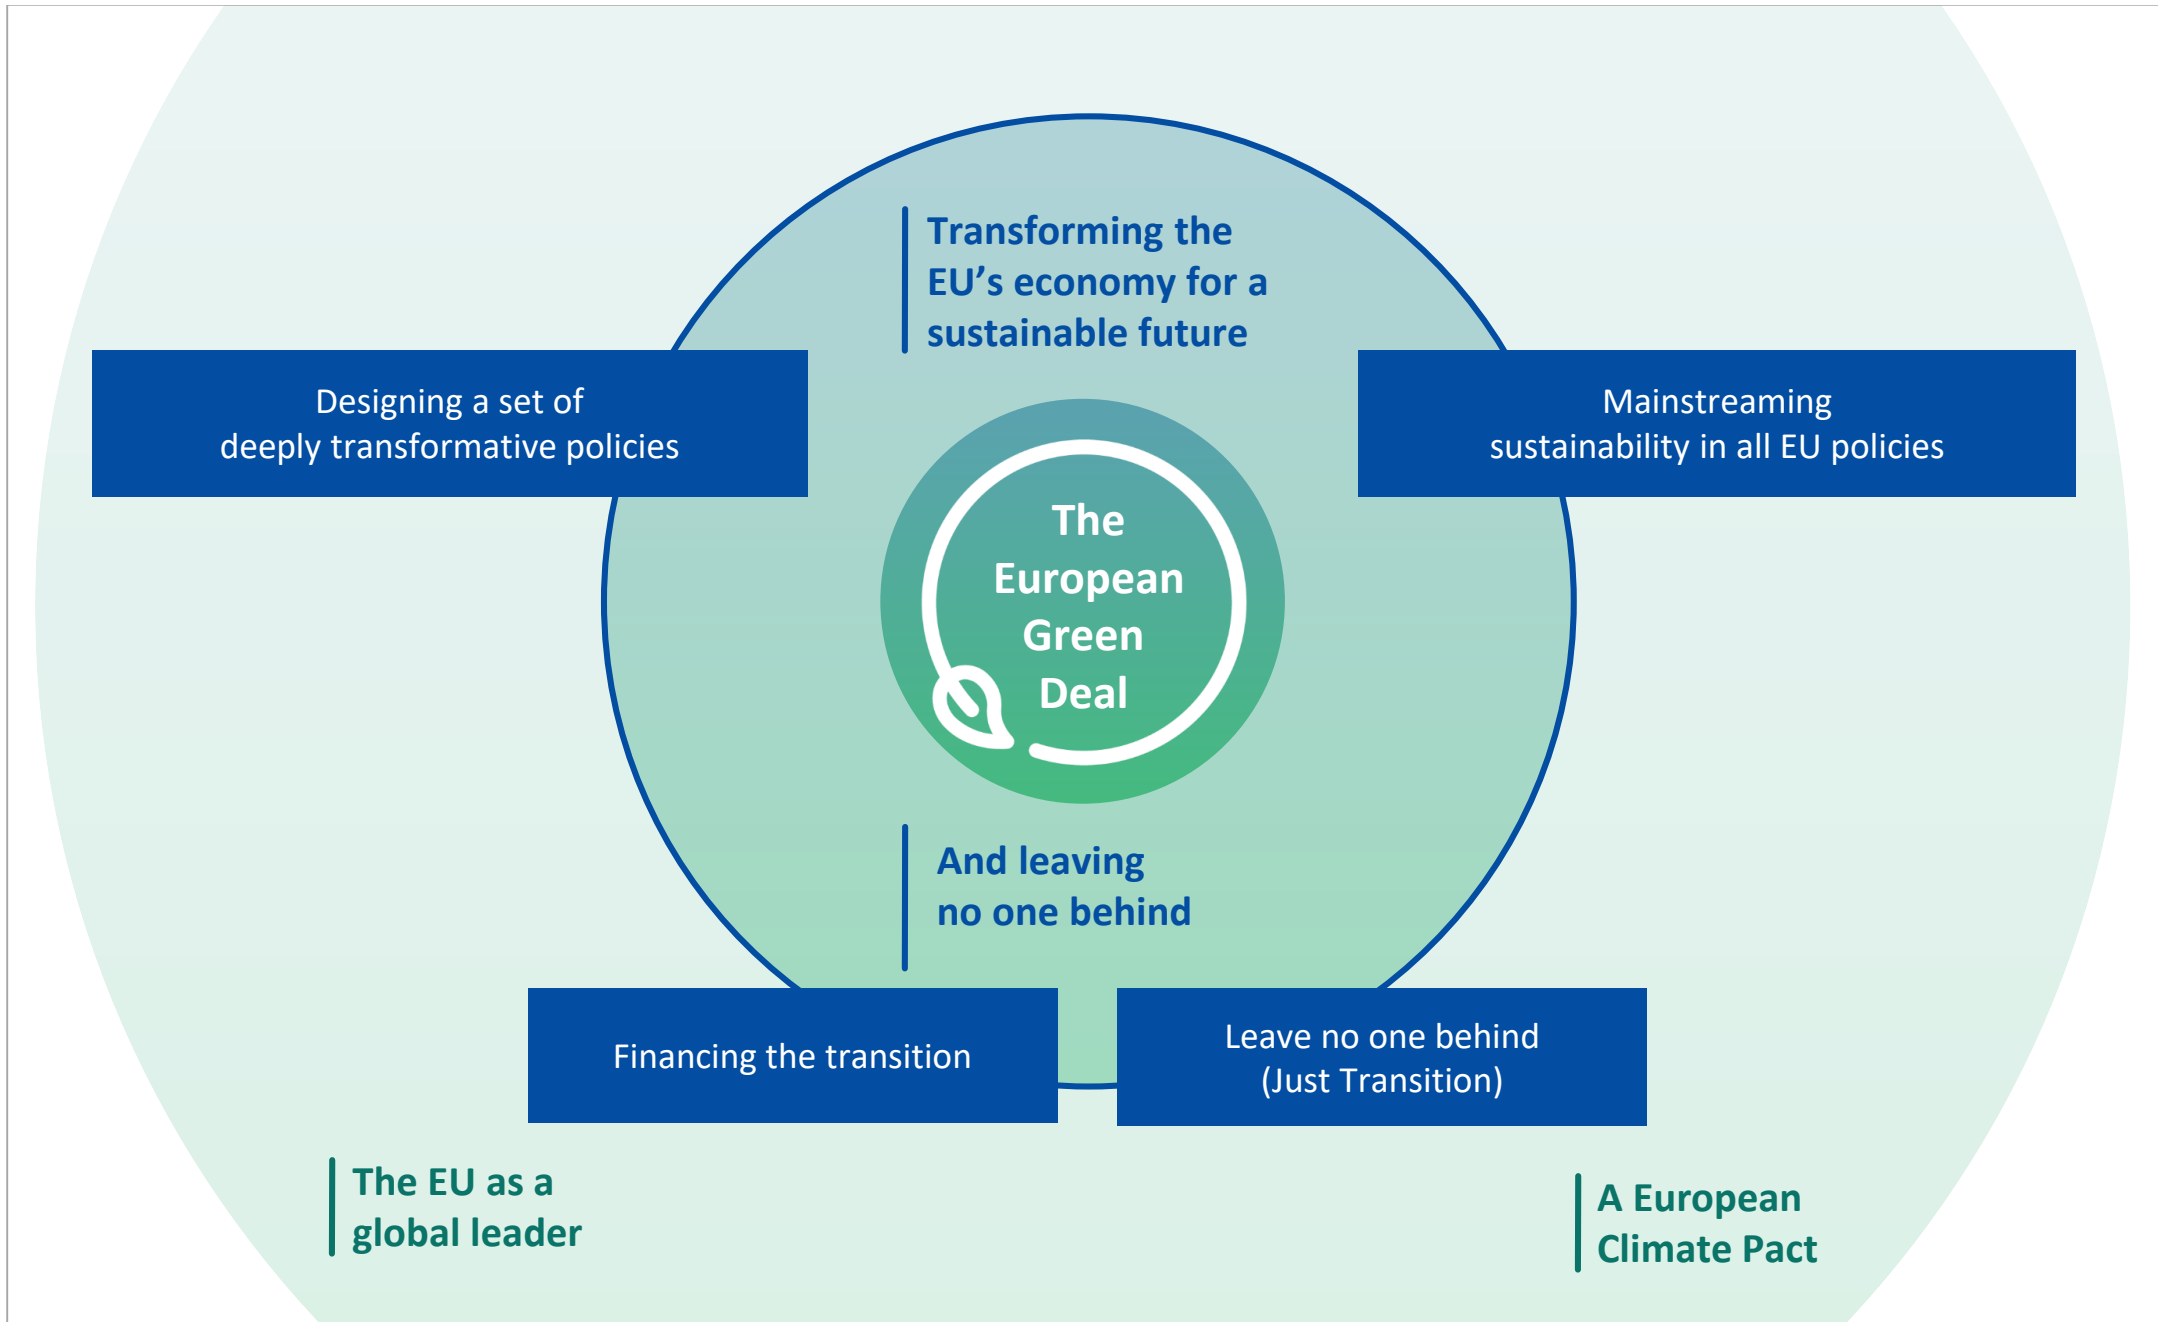 Transforming the
EU’s economy for a
sustainable future
Designing a set of
deeply transformative policies
Mainstreaming
sustainability in all EU policies
The
European
Green
Deal
And leaving
no one behind
Financing the transition
Leave no one behind
(Just Transition)
The EU as a
global leader
A European
Climate Pact